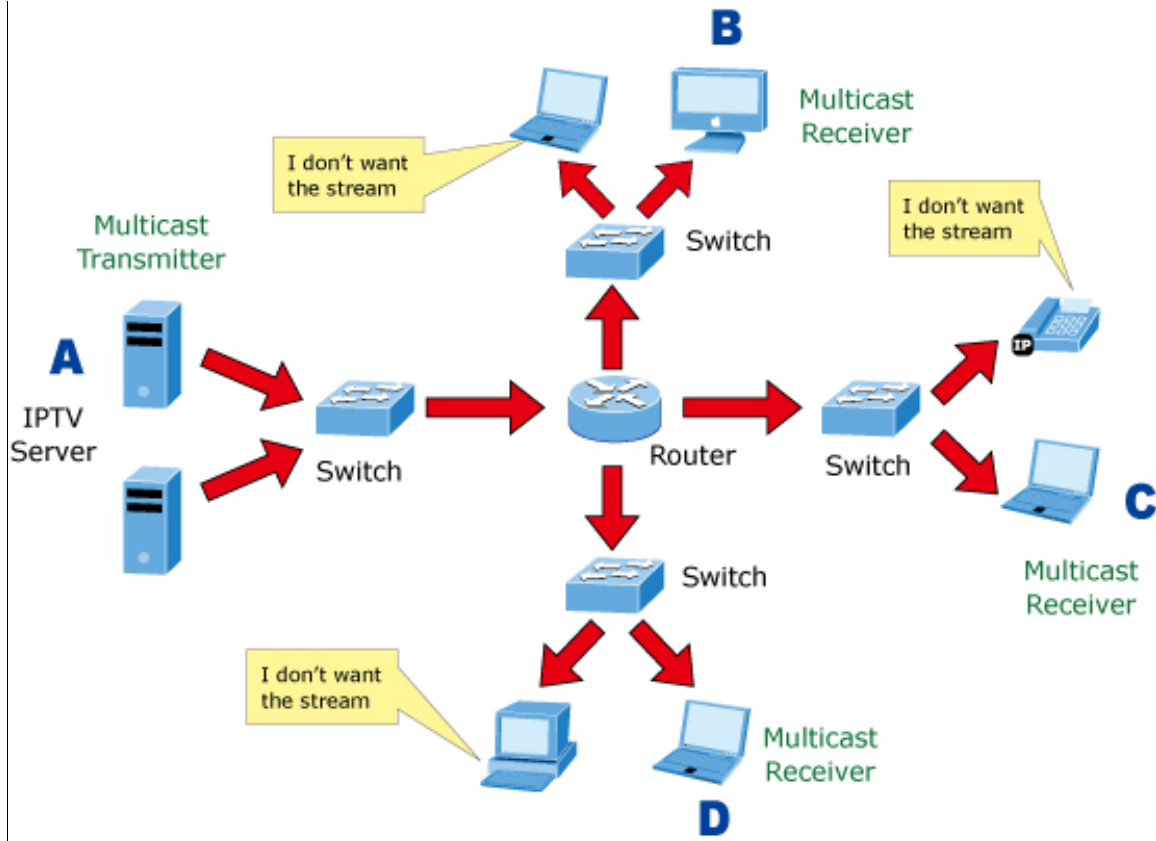 B
Multicast
Receiver
I don't want
the stream
I don't want
the stream
Switch
Multicast
Transmitter
A
IPTV
Server
Switch
Router
Switch
IP
C
Multicast
Receiver
Switch
I don't want
the stream
Multicast
Receiver
D